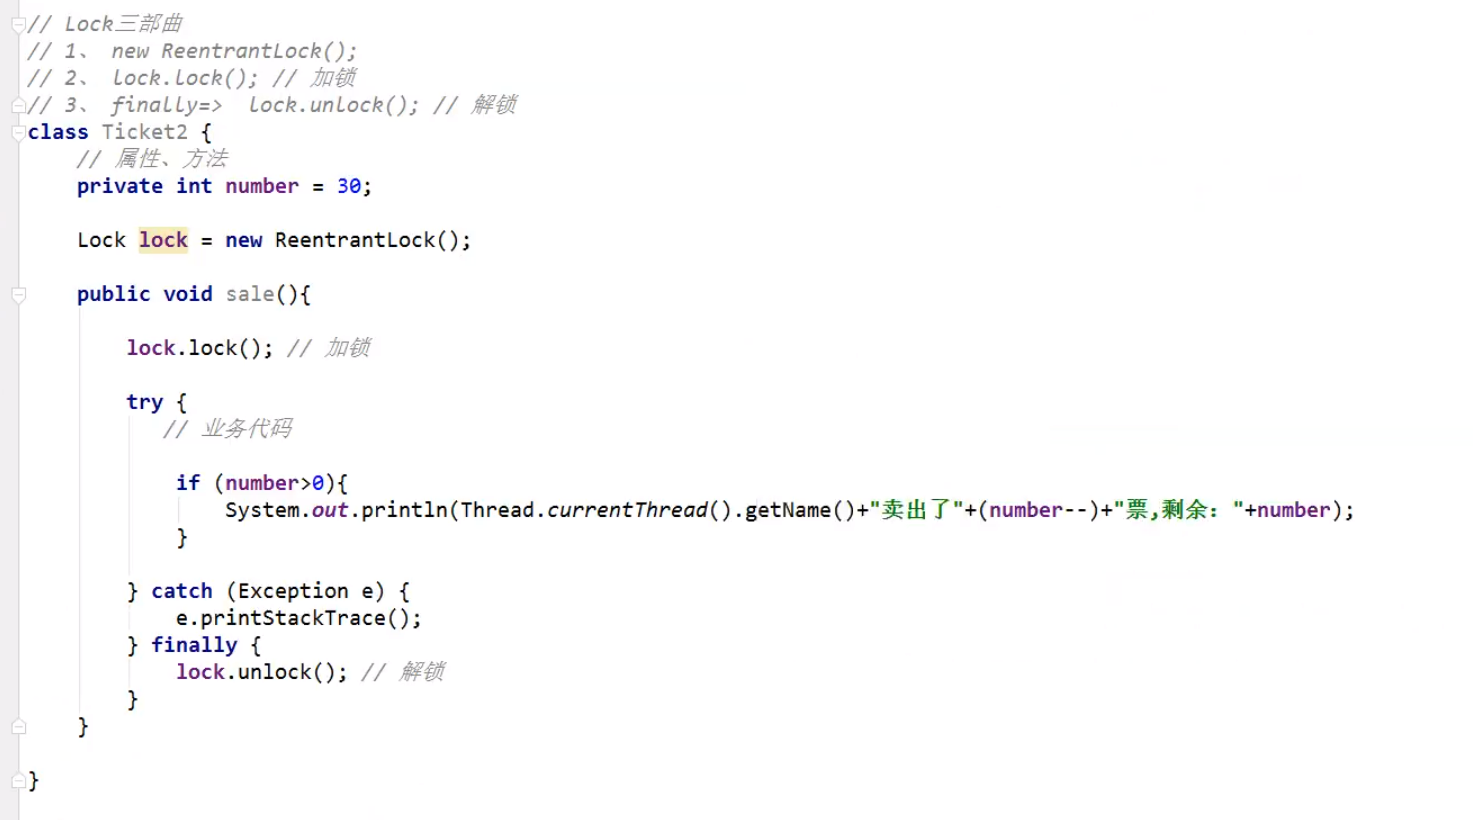 // Lock三部曲
// 1、 new ReentrantLock();
// 2、 lock.lock(); // 加锁
// 3、 finally=>  lock.unlock(); // 解锁
class Ticket2 {
    // 属性、方法
    private int number = 30;
    Lock lock = new ReentrantLock();
    public void sale(){
        lock.lock(); // 加锁
        try {
           // 业务代码
            if (number>0){
                System.out.println(Thread.currentThread().getName()+"卖出了"+(number--)+"票,剩余: "+number);
            }
        } catch (Exception e) {
            e.printStackTrace();
        } finally {
            lock.unlock(); // 解锁
        }
    }
}